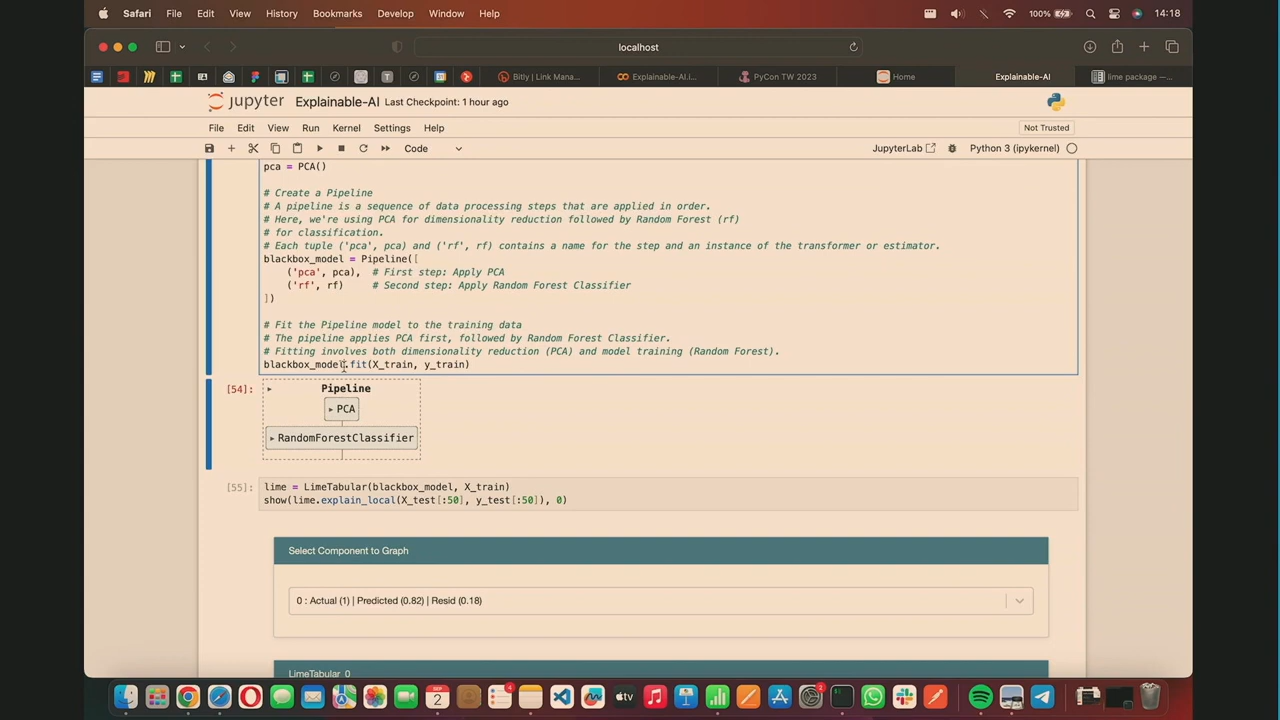 Safari File Edit View History Bookmarks Develop Window Help 100% 14:18
localhost
Bitly | Link Mana... Explainable-AI.i... PyCon TW 2023 Home Explainable-AI lime package —...
jupyter Explainable-AI Last Checkpoint: 1 hour ago
File Edit View Run Kernel Settings Help Not Trusted
Code JupyterLab Python 3 (ipykernel)
pca = PCA()
# Create a Pipeline
# A pipeline is a sequence of data processing steps that are applied in order.
# Here, we're using PCA for dimensionality reduction followed by Random Forest (rf)
# for classification.
# Each tuple ('pca', pca) and ('rf', rf) contains a name for the step and an instance of the transformer or estimator.
blackbox_model = Pipeline([
('pca', pca), # First step: Apply PCA
('rf', rf) # Second step: Apply Random Forest Classifier
])
# Fit the Pipeline model to the training data
# The pipeline applies PCA first, followed by Random Forest Classifier.
# Fitting involves both dimensionality reduction (PCA) and model training (Random Forest).
blackbox_model.fit(X_train, y_train)
[54]: Pipeline
PCA
RandomForestClassifier
[55]: lime = LimeTabular(blackbox_model, X_train)
show(lime.explain_local(X_test[:50], y_test[:50]), 0)
Select Component to Graph
0 : Actual (1) | Predicted (0.82) | Resid (0.18)
LimeTabular_0
SEP
2
4
2
tv